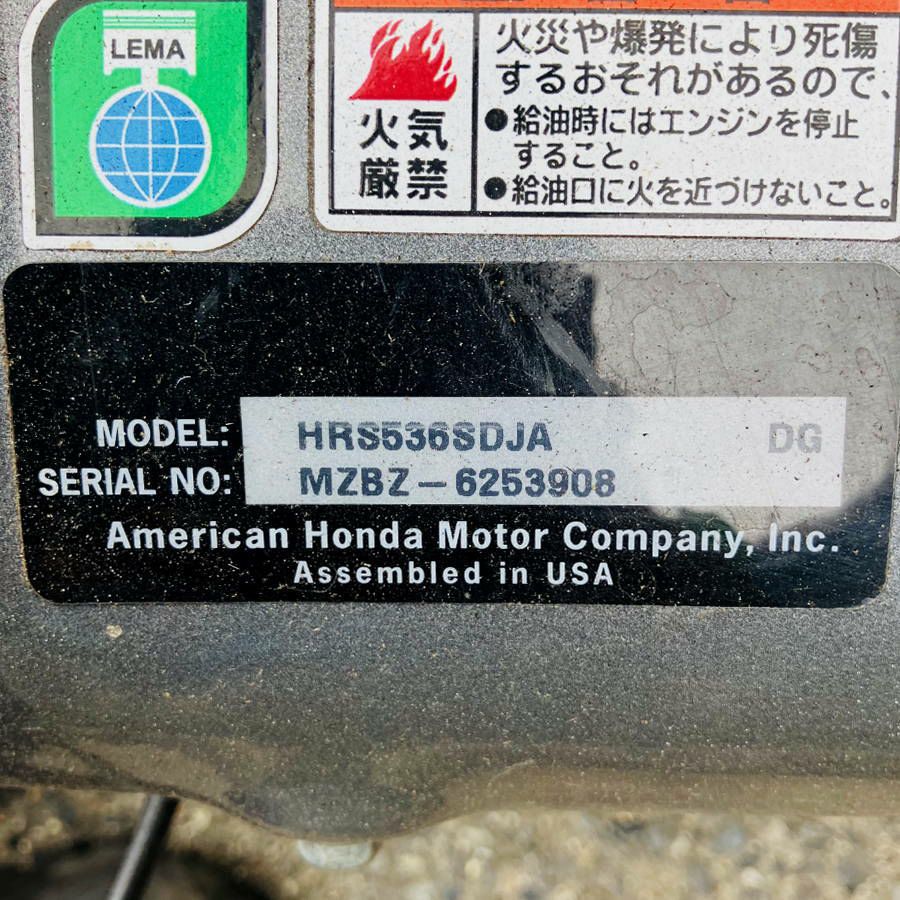 LEMA
火災や爆発により死傷
するおそれがあるので、
火気
厳禁
●給油時にはエンジンを停止
すること。
●給油口に火を近づけないこと。
MODEL: HRS536SDJA DG
SERIAL NO: MZBZ-6253908
American Honda Motor Company, Inc.
Assembled in USA